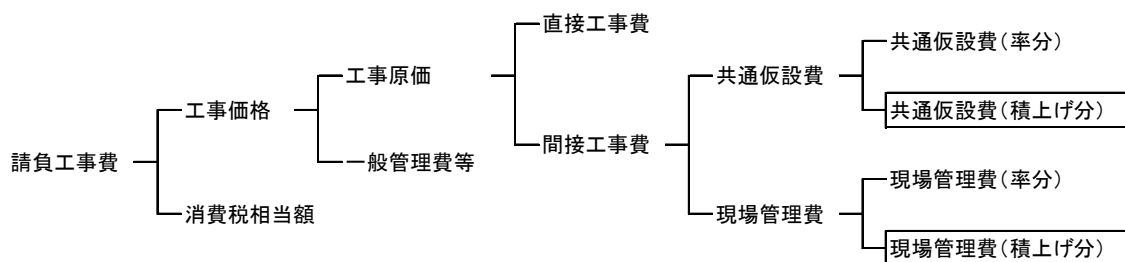 請負工事費
工事価格
消費税相当額
工事原価
一般管理費等
直接工事費
間接工事費
共通仮設費
現場管理費
共通仮設費(率分)
共通仮設費(積上げ分)
現場管理費(率分)
現場管理費(積上げ分)